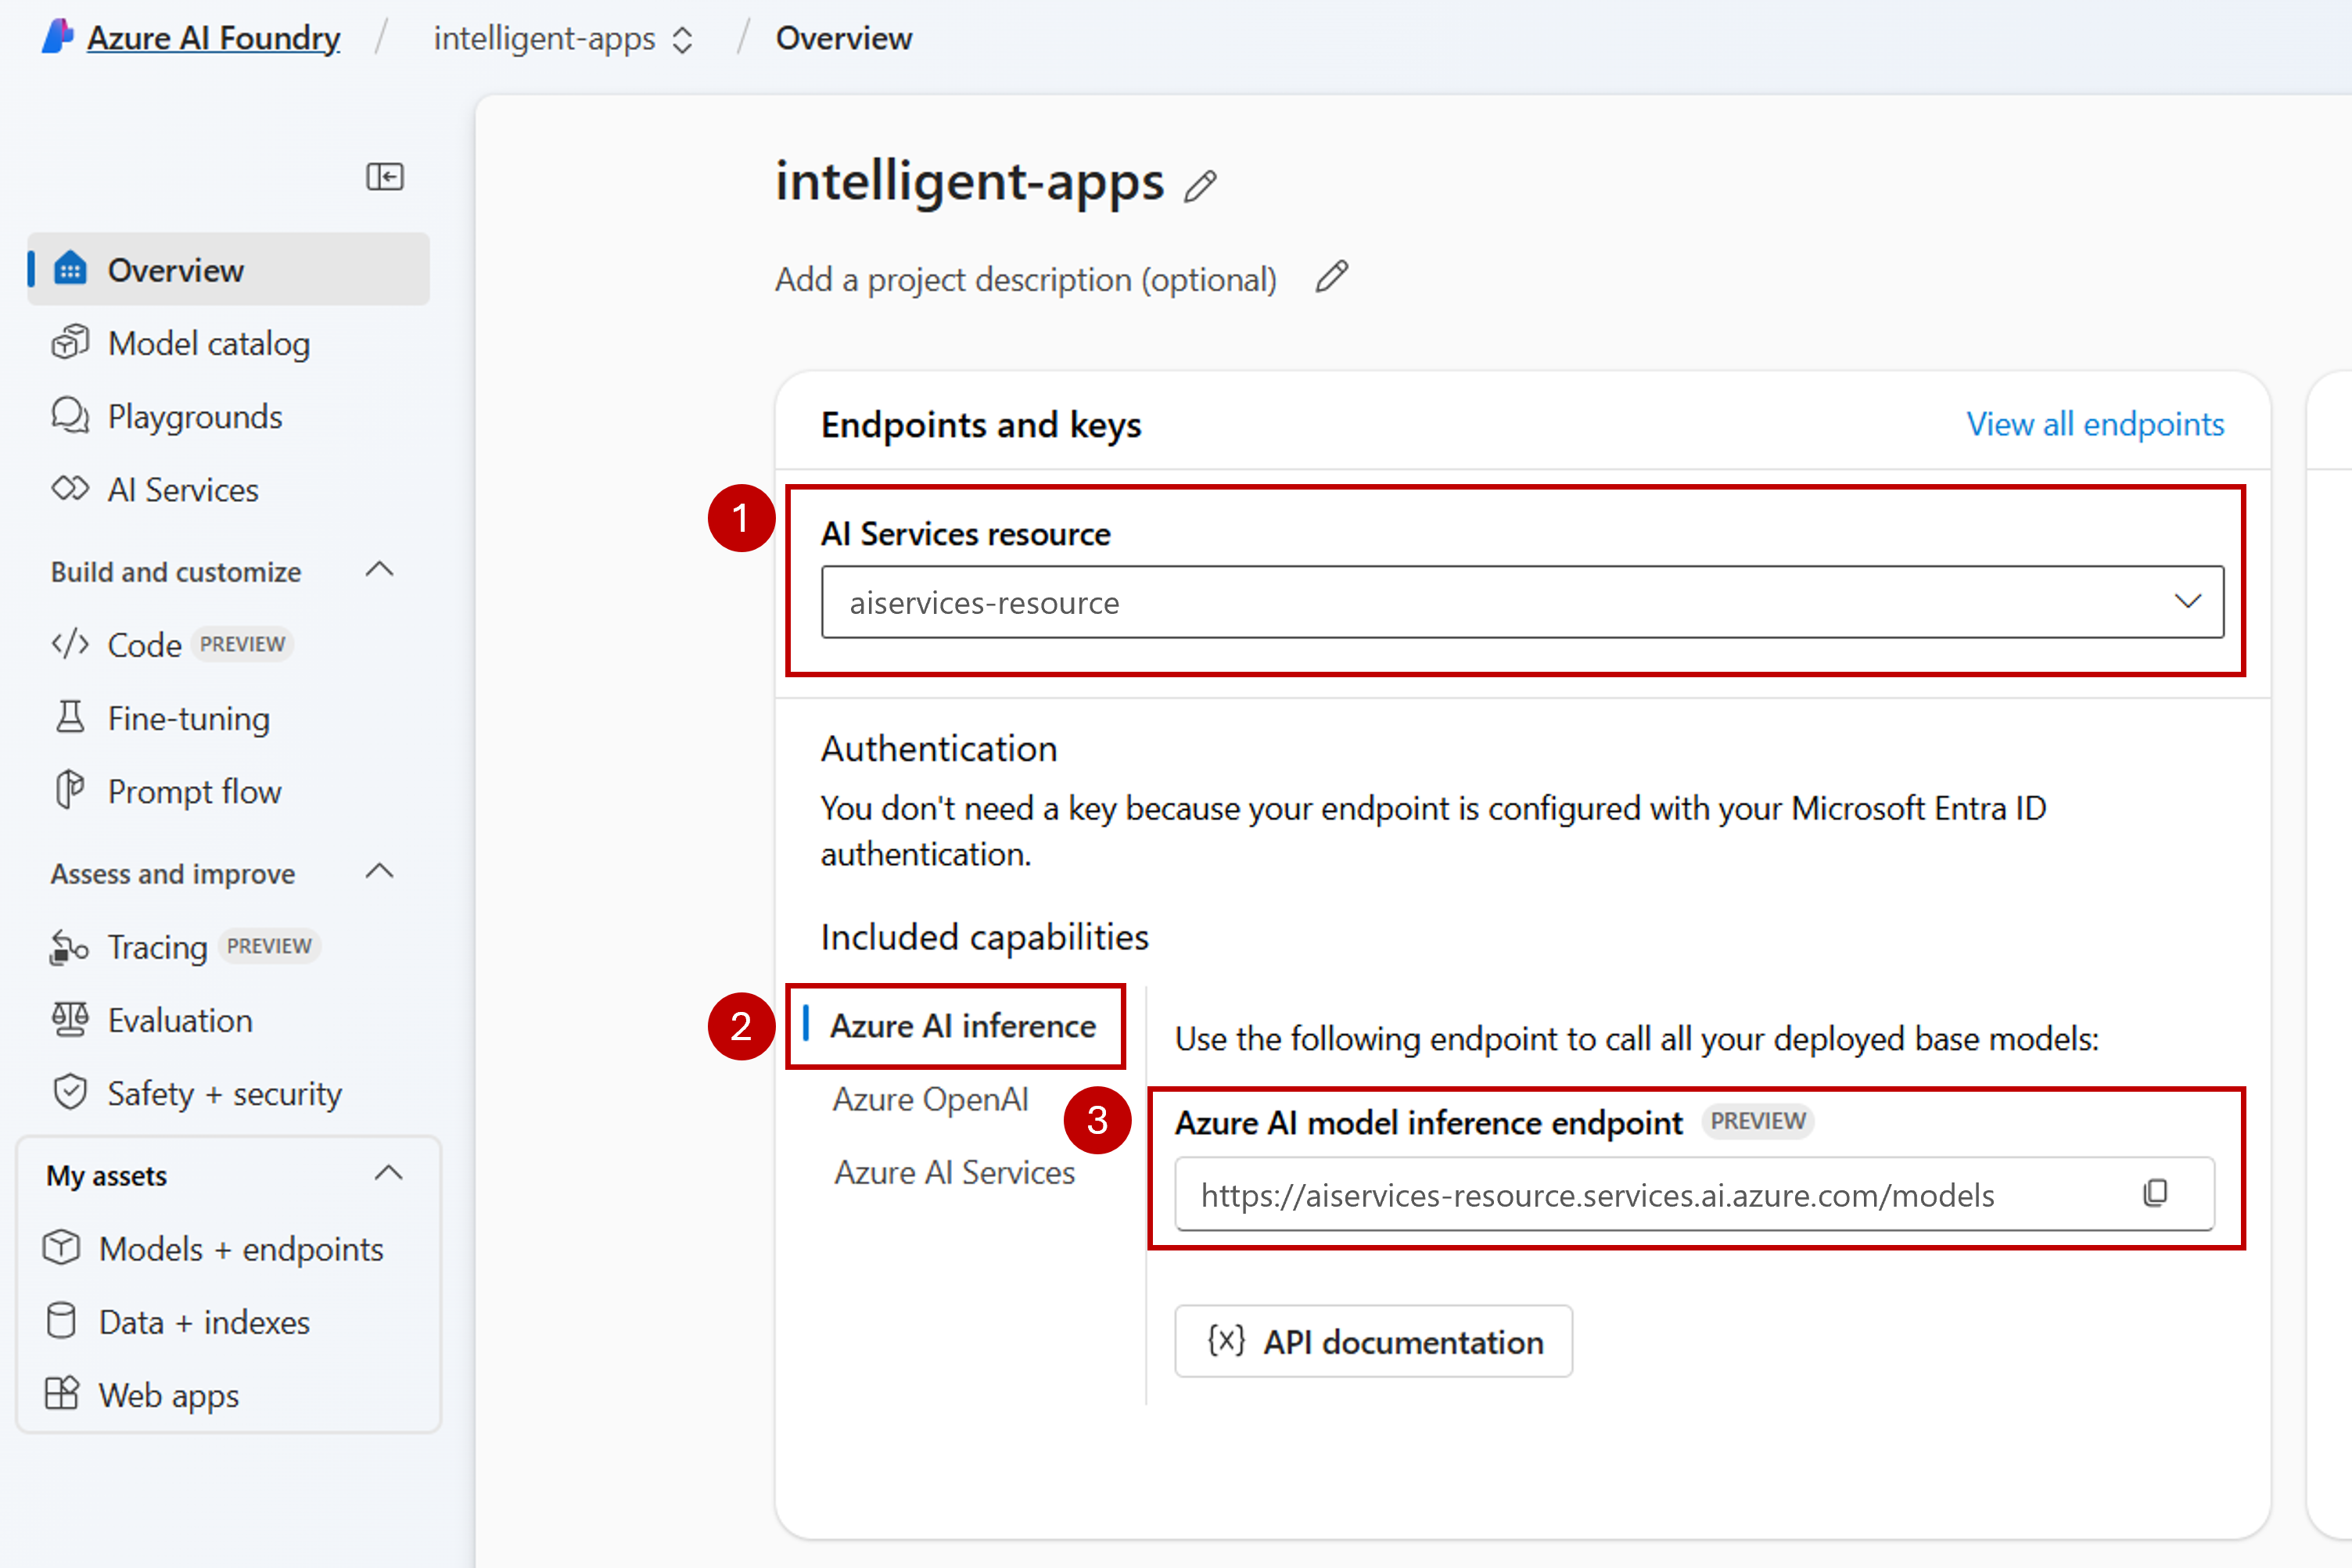 Azure AI Foundry / intelligent-apps / Overview
Overview
Model catalog
Playgrounds
AI Services
Build and customize
Code PREVIEW
Fine-tuning
Prompt flow
Assess and improve
Tracing PREVIEW
Evaluation
Safety + security
My assets
Models + endpoints
Data + indexes
Web apps
intelligent-apps
Add a project description (optional)
Endpoints and keys
View all endpoints
1
AI Services resource
aiservices-resource
Authentication
You don't need a key because your endpoint is configured with your Microsoft Entra ID
authentication.
Included capabilities
2
Azure AI inference
Azure OpenAI
Azure AI Services
Use the following endpoint to call all your deployed base models:
3
Azure AI model inference endpoint PREVIEW
https://aiservices-resource.services.ai.azure.com/models
{x} API documentation